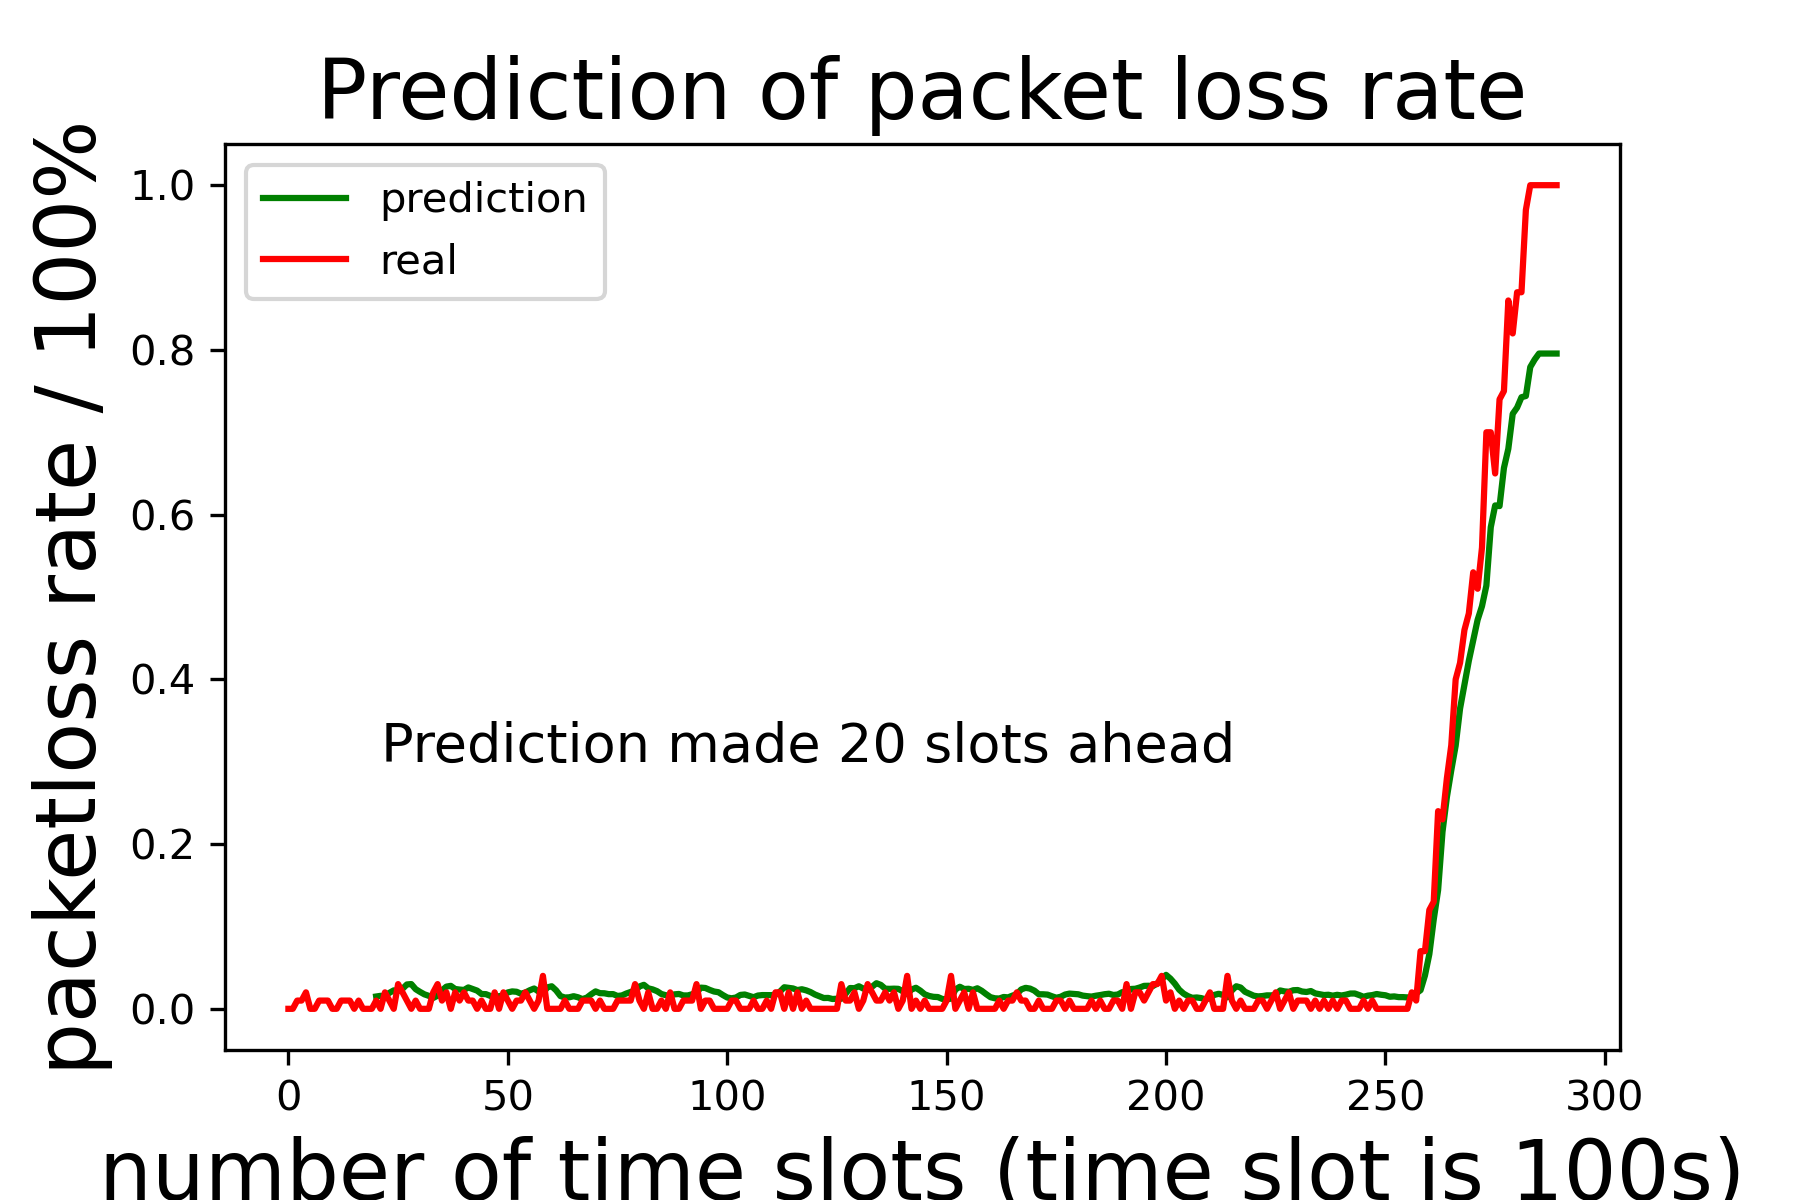 Prediction of packet loss rate
packetloss rate / 100%
1.0
0.8
0.6
0.4
0.2
0.0
prediction
real
Prediction made 20 slots ahead
0 50 100 150 200 250 300
number of time slots (time slot is 100s)